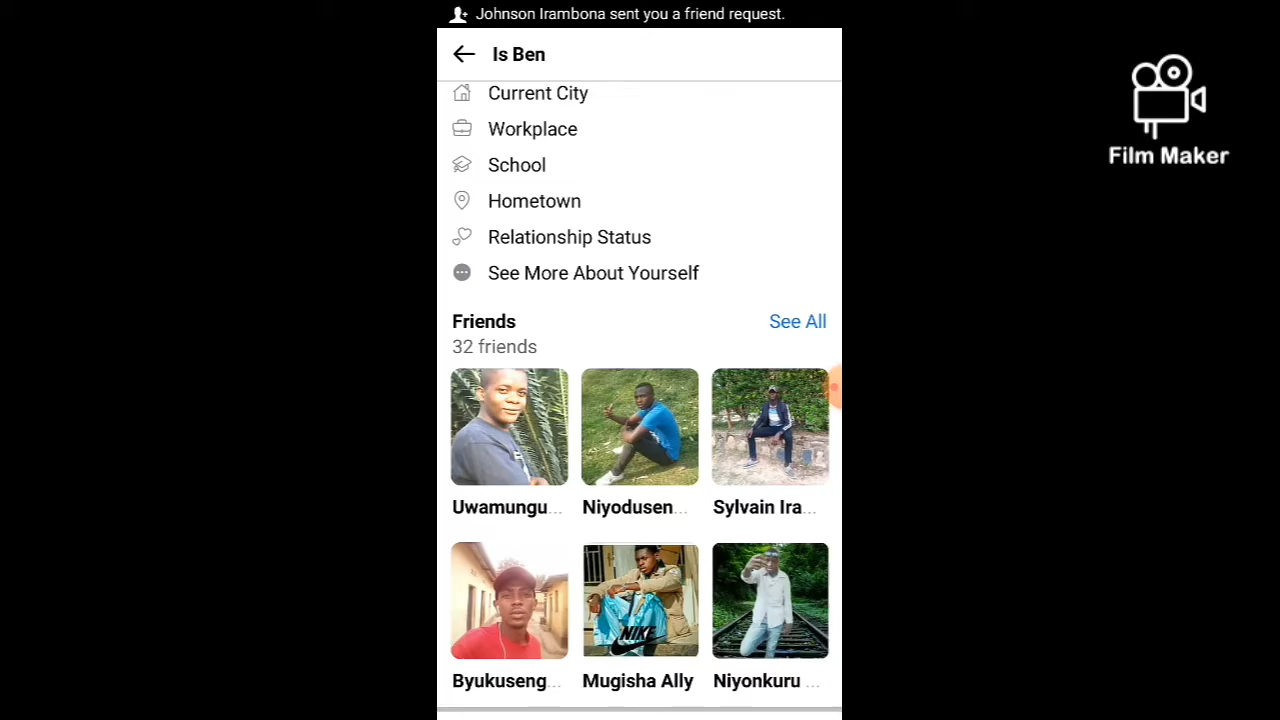 Johnson Irambona sent you a friend request.
Is Ben
Film Maker
Current City
Workplace
School
Hometown
Relationship Status
See More About Yourself
Friends
See All
32 friends
Uwamungu...
Niyodusen...
Sylvain Ira...
NIKE
Byukuseng...
Mugisha Ally
Niyonkuru ...